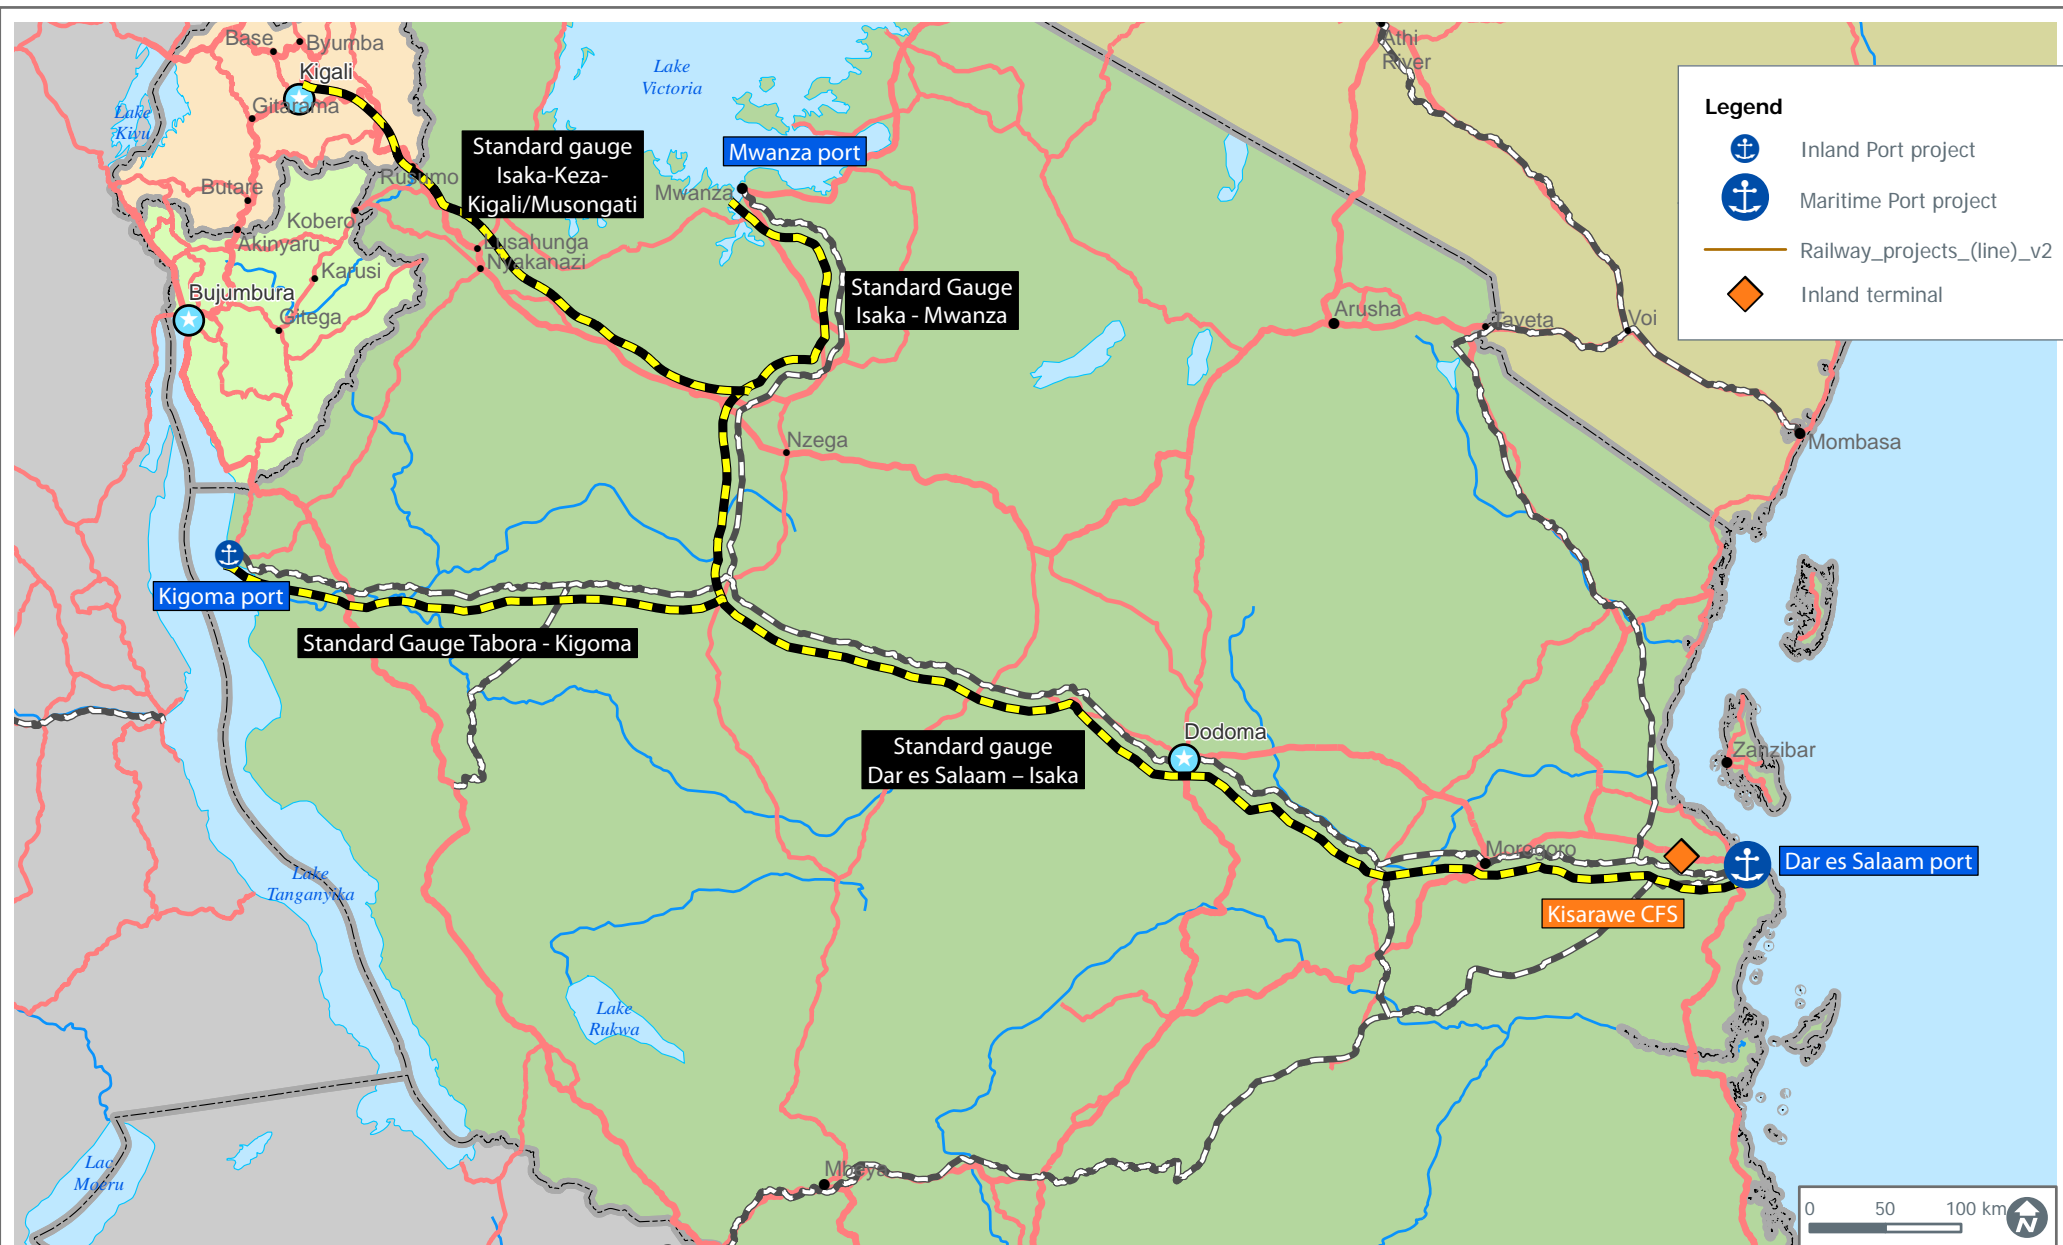 Base
Byumba
Kigali
Gitarama
Lake
Kivu
Butare
Rusumo
Kobero
Akinyaru
Karusi
Bujumbura
Gitega
Lusahunga
Nyakanazi
Standard gauge
Isaka-Keza-
Kigali/Musongati
Lake
Victoria
Mwanza port
Mwanza
Standard Gauge
Isaka - Mwanza
Athi
River
Arusha
Taveta
Voi
Mombasa
Nzega
Legend
Inland Port project
Maritime Port project
Railway_projects_(line)_v2
Inland terminal
Kigoma port
Standard Gauge Tabora - Kigoma
Standard gauge
Dar es Salaam – Isaka
Dodoma
Zanzibar
Morogoro
Dar es Salaam port
Kisarawe CFS
Lake
Tanganyika
Lake
Rukwa
Lac
Moeru
Mbeya
0 50 100 km
N